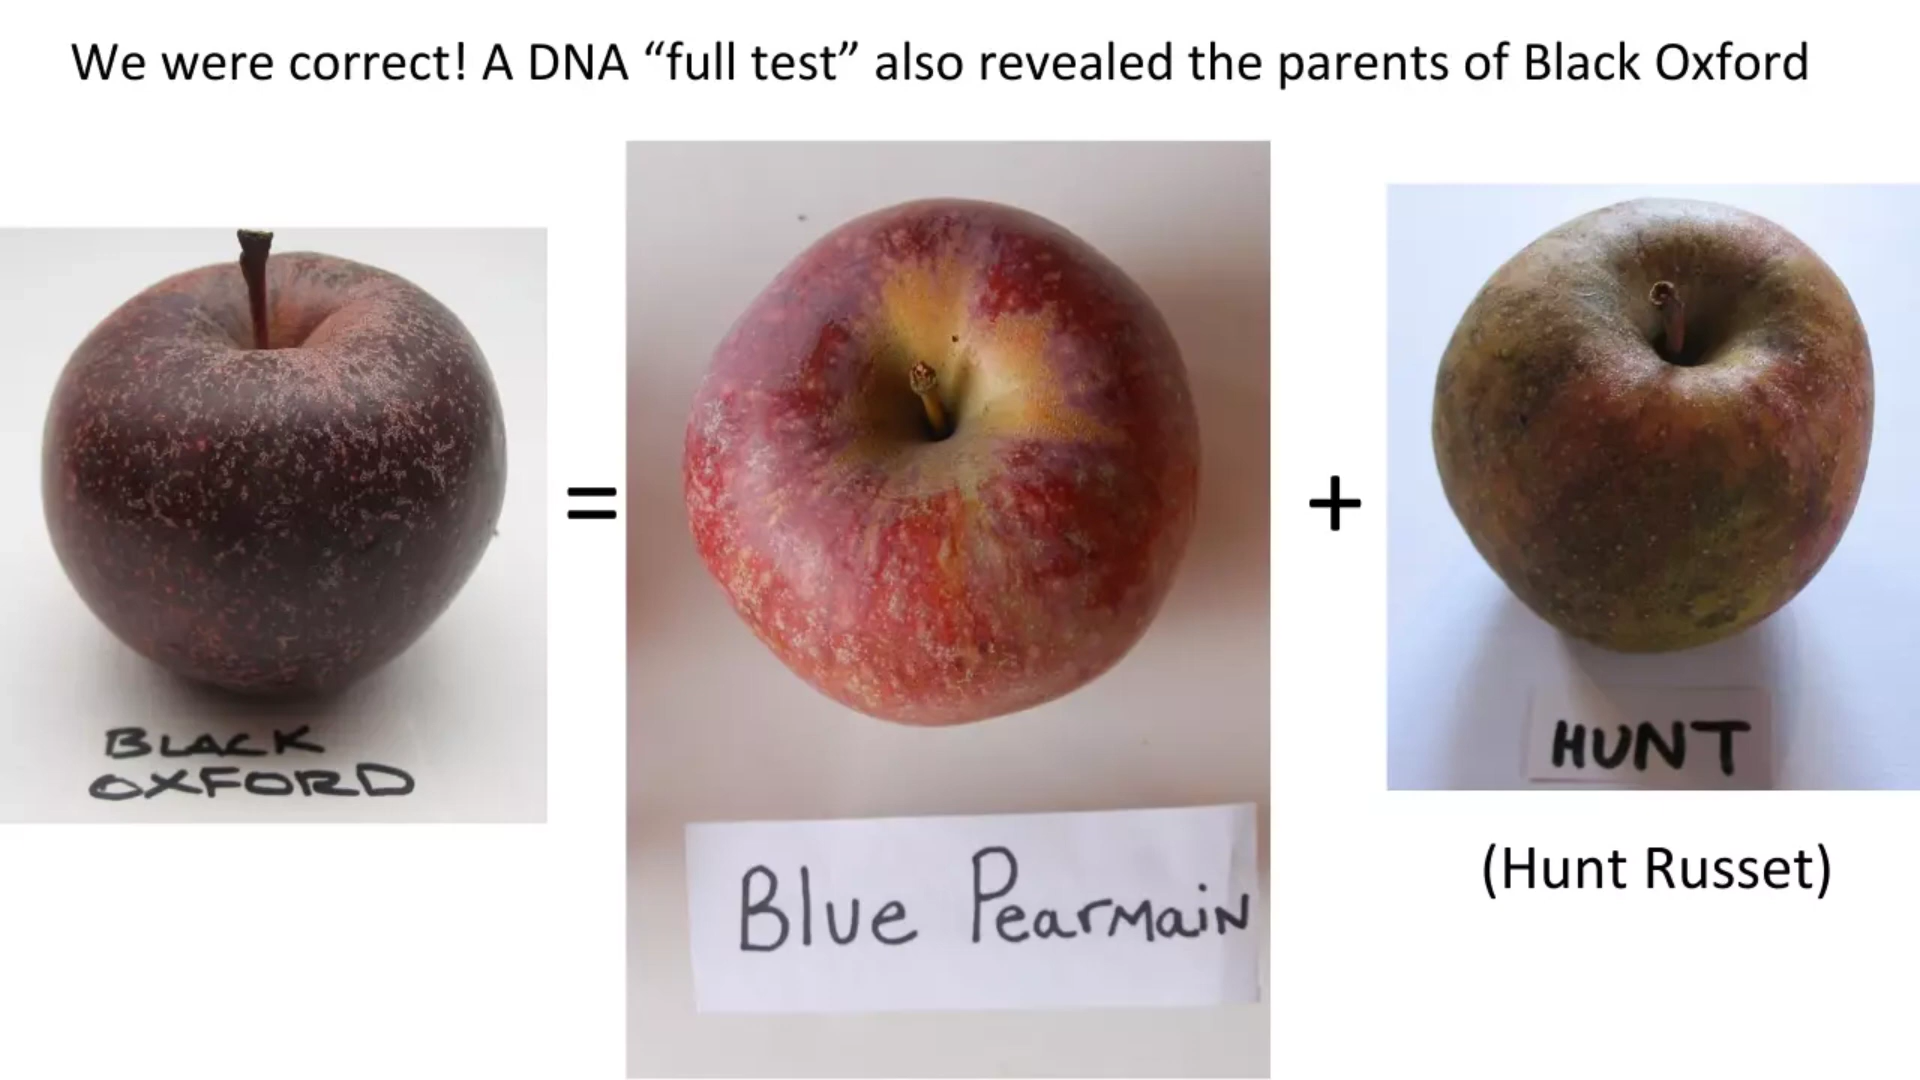 We were correct! A DNA “full test” also revealed the parents of Black Oxford
BLACK
OXFORD
=
Blue Pearmain
+
HUNT
(Hunt Russet)